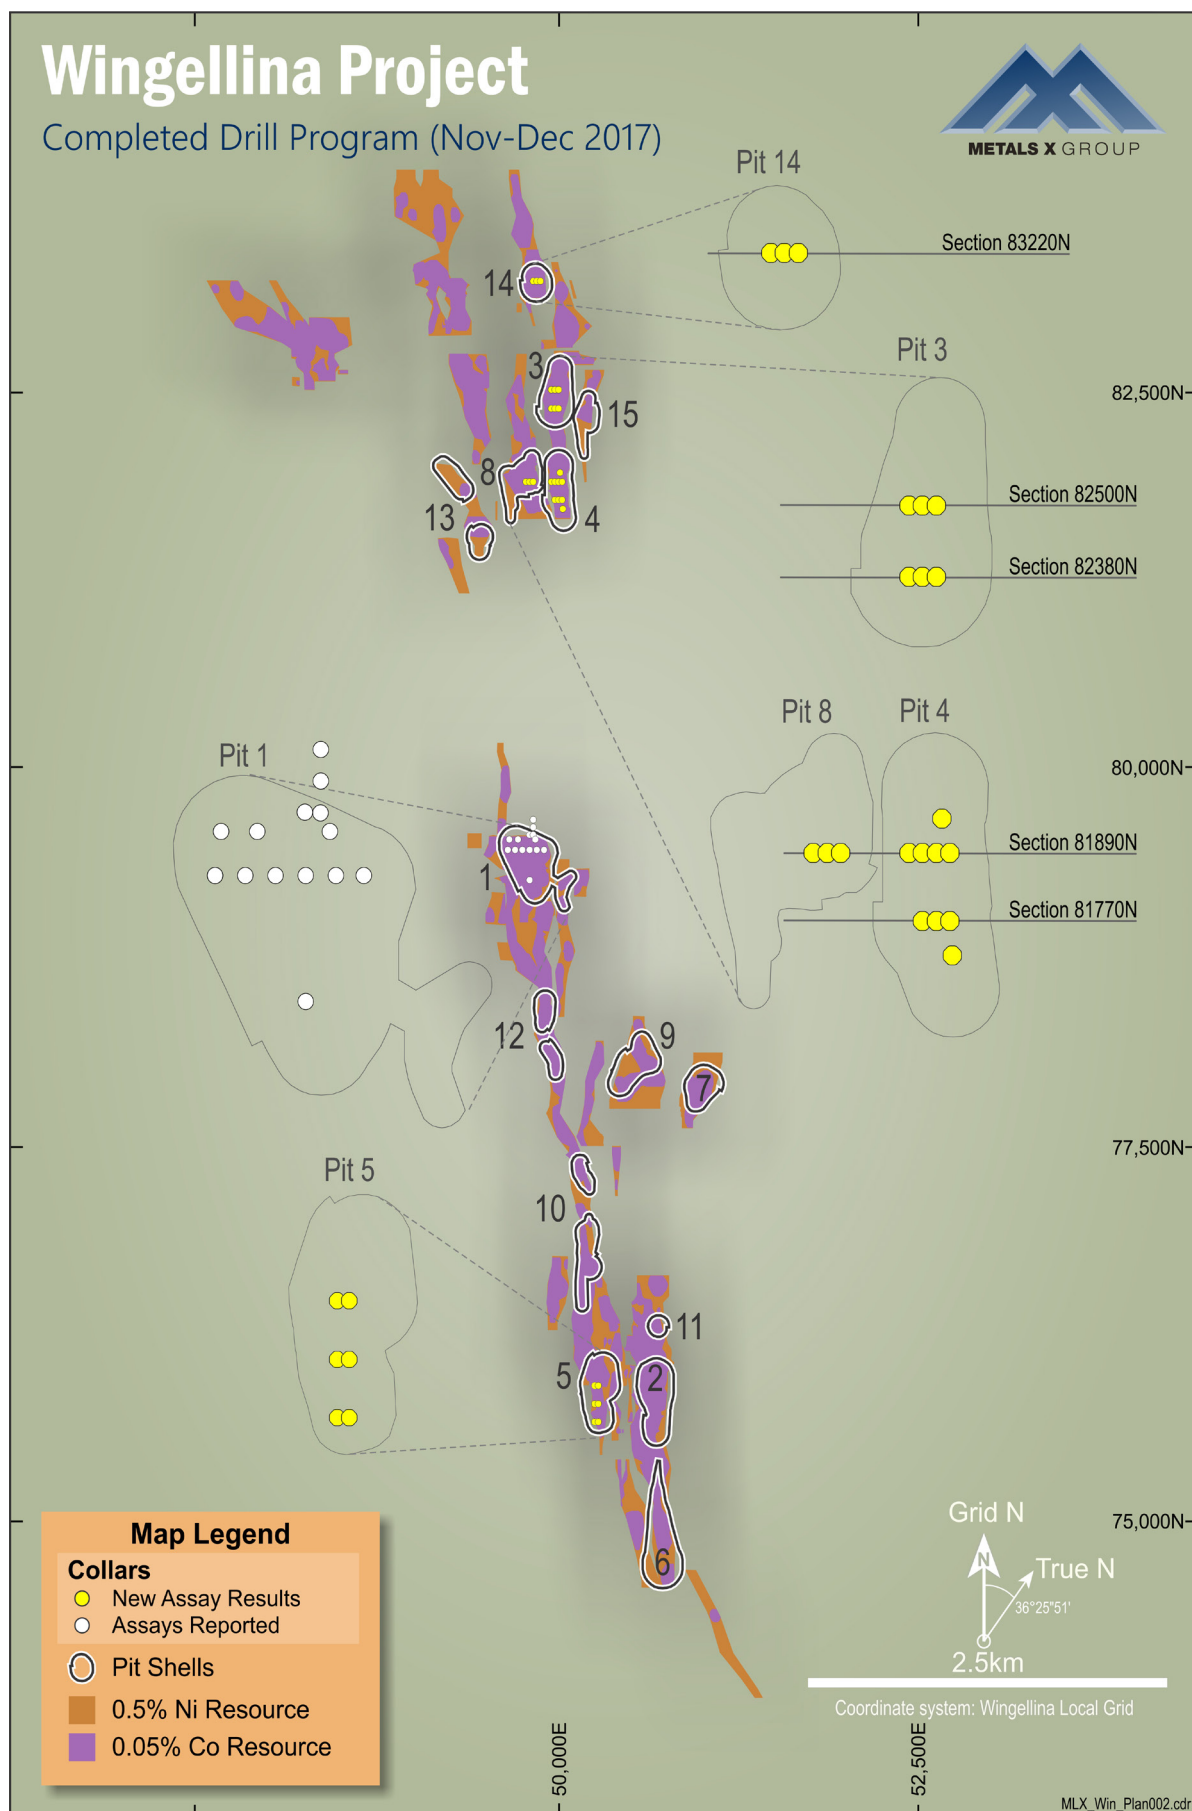 Wingellina Project
Completed Drill Program (Nov-Dec 2017)
METALS X GROUP
Pit 14
Section 83220N
14
Pit 3
3
82,500N
15
8
Section 82500N
13
4
Section 82380N
Pit 8
Pit 4
Pit 1
80,000N
Section 81890N
1
Section 81770N
12
9
7
77,500N
Pit 5
10
11
5
2
75,000N
6
Grid N
N
True N
36°25"51'
2.5km
Coordinate system: Wingellina Local Grid
Map Legend
Collars
New Assay Results
Assays Reported
Pit Shells
0.5% Ni Resource
0.05% Co Resource
50,000E
52,500E
MLX_Win_Plan002.cdr